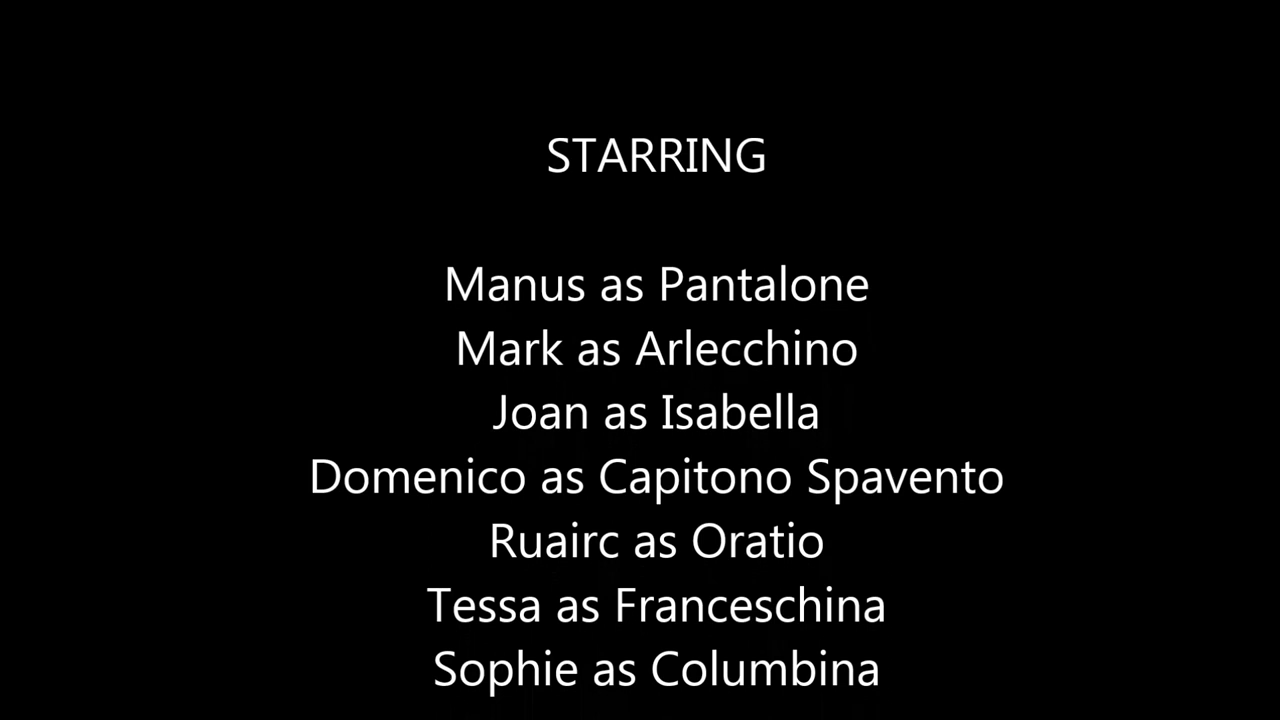 STARRING
Manus as Pantalone
Mark as Arlecchino
Joan as Isabella
Domenico as Capitono Spavento
Ruairc as Oratio
Tessa as Franceschina
Sophie as Columbina